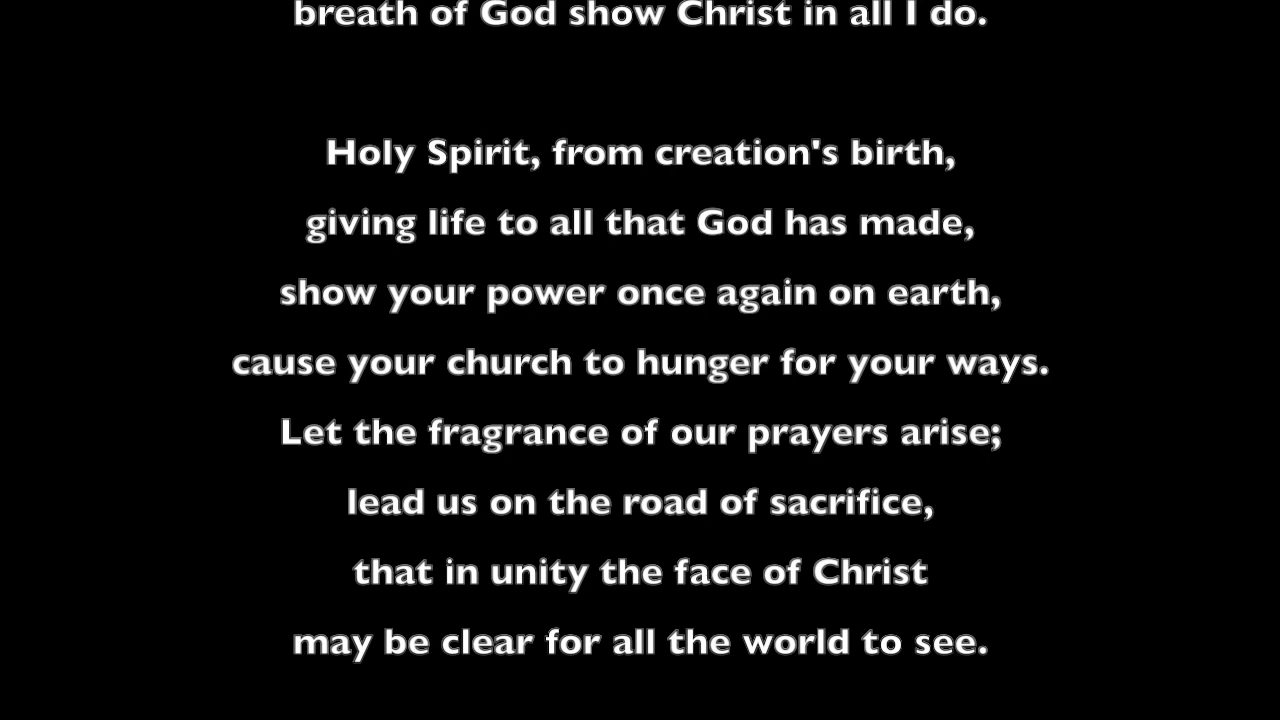 breath of God show Christ in all I do.
Holy Spirit, from creation's birth,
giving life to all that God has made,
show your power once again on earth,
cause your church to hunger for your ways.
Let the fragrance of our prayers arise;
lead us on the road of sacrifice,
that in unity the face of Christ
may be clear for all the world to see.